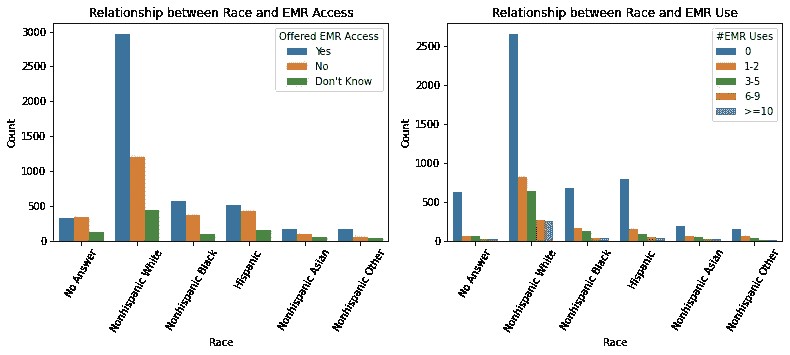 Relationship between Race and EMR Access
Count
3000
2500
2000
1500
1000
500
0
Offered EMR Access
Yes
No
Don't Know
No Answer
Nonhispanic White
Nonhispanic Black
Hispanic
Nonhispanic Asian
Nonhispanic Other
Race
Relationship between Race and EMR Use
Count
2500
2000
1500
1000
500
0
#EMR Uses
0
1-2
3-5
6-9
>=10
No Answer
Nonhispanic White
Nonhispanic Black
Hispanic
Nonhispanic Asian
Nonhispanic Other
Race